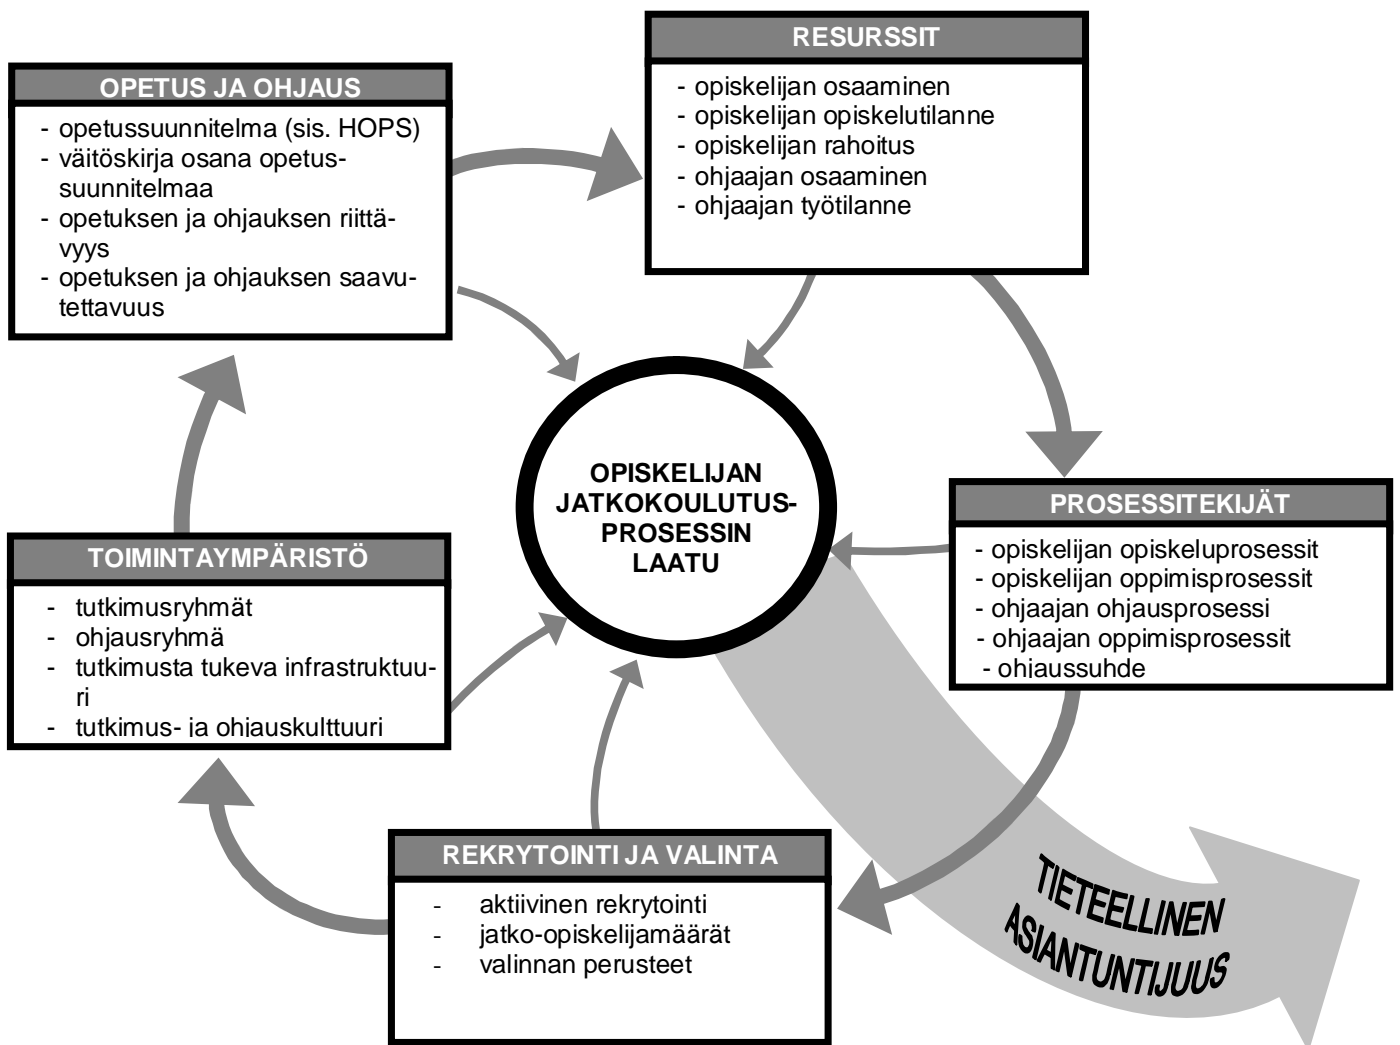 RESURSSIT
- opiskelijan osaaminen
- opiskelijan opiskelutilanne
- opiskelijan rahoitus
- ohjaajan osaaminen
- ohjaajan työtilanne
OPETUS JA OHJAUS
- opetussuunnitelma (sis. HOPS)
- väitöskirja osana opetus-
suunnitelmaa
- opetuksen ja ohjauksen riittä-
vyys
- opetuksen ja ohjauksen saavu-
tettavuus
OPISKELIJAN
JATKOKOULUTUS-
PROSESSIN
LAATU
PROSESSITEKIJÄT
- opiskelijan opiskeluprosessit
- opiskelijan oppimisprosessit
- ohjaajan ohjausprosessi
- ohjaajan oppimisprosessit
- ohjaussuhde
TOIMINTAYMPÄRISTÖ
- tutkimusryhmät
- ohjausryhmä
- tutkimusta tukeva infrastruktuu-
ri
- tutkimus- ja ohjauskulttuuri
REKRYTOINTI JA VALINTA
- aktiivinen rekrytointi
- jatko-opiskelijamäärät
- valinnan perusteet
TIETEELLINEN
ASIANTUNTIJUUS